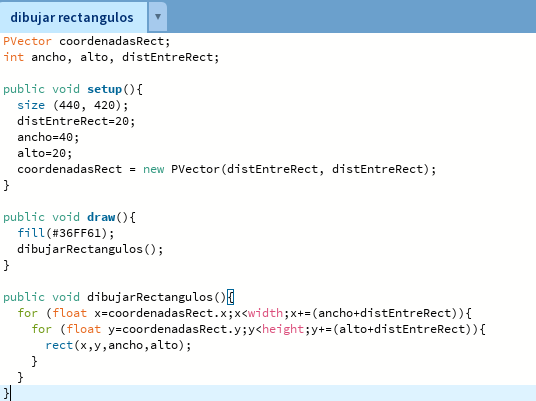 dibujar rectangulos
PVector coordenadasRect;
int ancho, alto, distEntreRect;
public void setup(){
  size (440, 420);
  distEntreRect=20;
  ancho=40;
  alto=20;
  coordenadasRect = new PVector(distEntreRect, distEntreRect);
}
public void draw(){
  fill(#36FF61);
  dibujarRectangulos();
}
public void dibujarRectangulos(){
  for (float x=coordenadasRect.x;x<width;x+=(ancho+distEntreRect)){
    for (float y=coordenadasRect.y;y<height;y+=(alto+distEntreRect)){
      rect(x,y,ancho,alto);
    }
  }
}